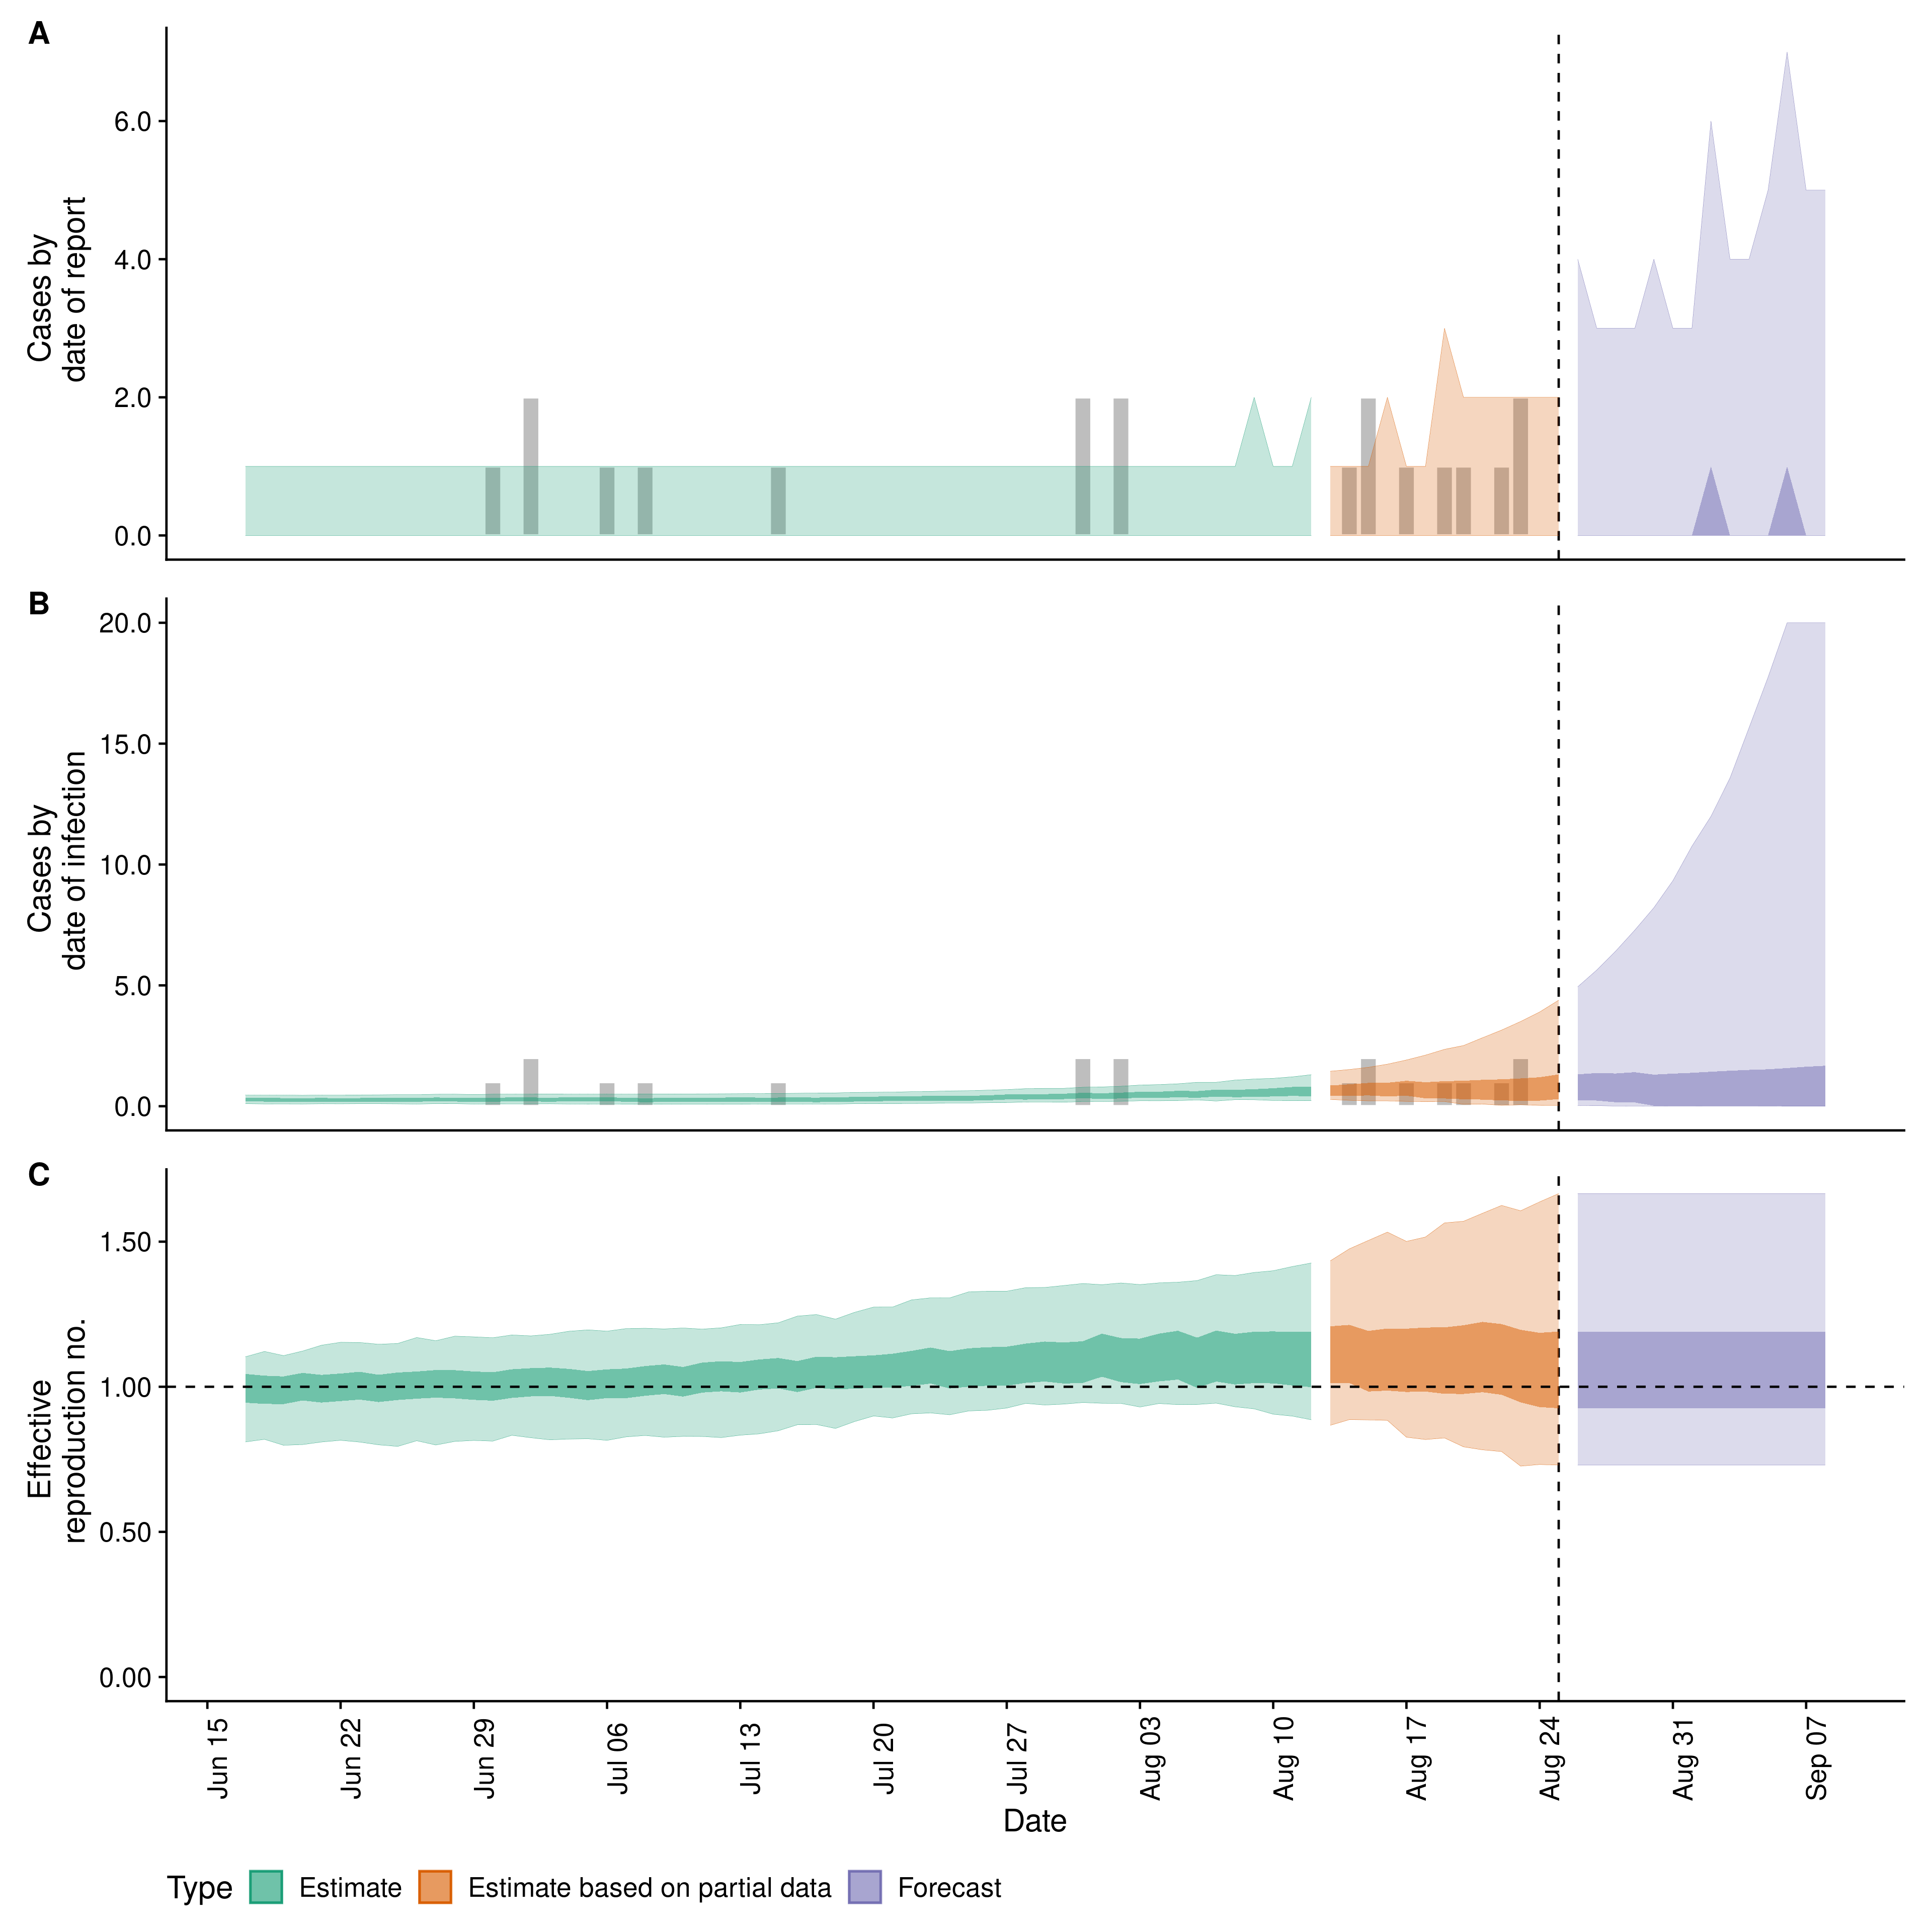 A
Cases by
date of report
6.0
4.0
2.0
0.0
B
Cases by
date of infection
20.0
15.0
10.0
5.0
0.0
C
Effective
reproduction no.
1.50
1.00
0.50
0.00
Jun 15
Jun 22
Jun 29
Jul 06
Jul 13
Jul 20
Jul 27
Aug 03
Aug 10
Aug 17
Aug 24
Aug 31
Sep 07
Date
Type Estimate Estimate based on partial data Forecast